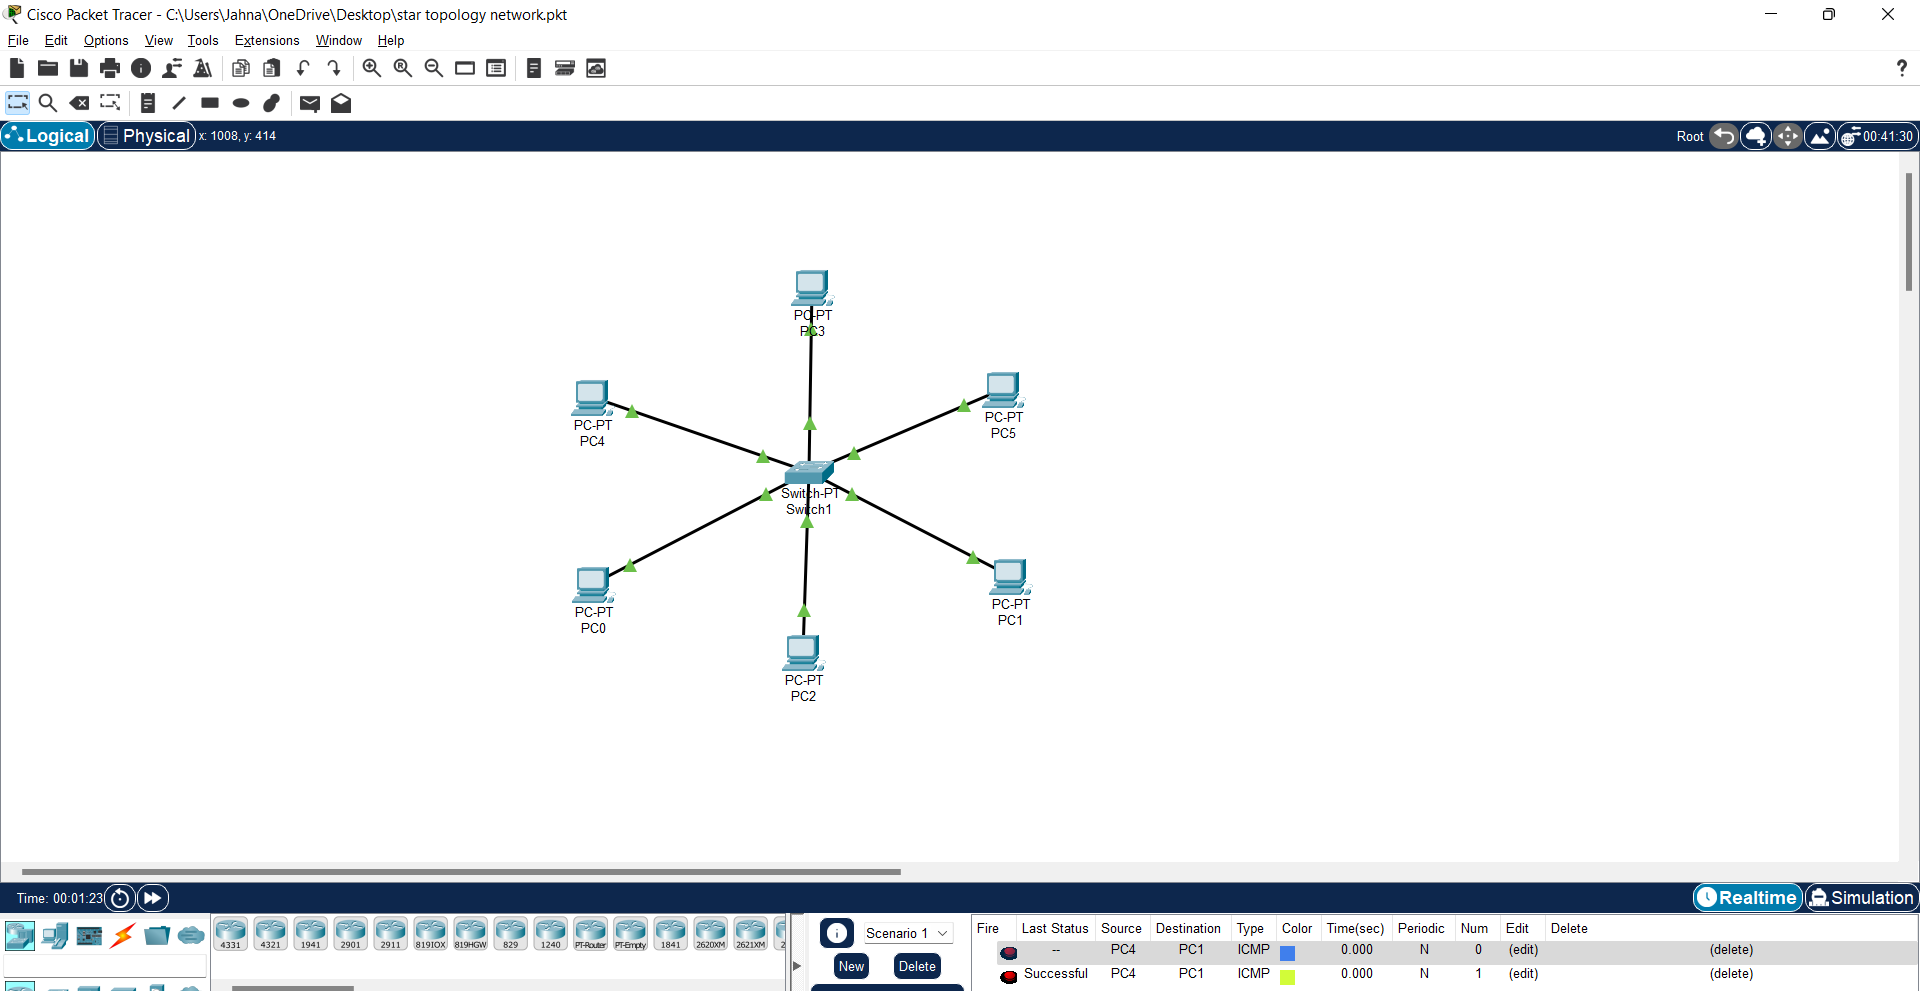 Cisco Packet Tracer - C:\Users\Jahna\OneDrive\Desktop\star topology network.pkt
File Edit Options View Tools Extensions Window Help
?
Logical Physical x: 1008, y: 414 Root 00:41:30
PC-PT
PC3
PC-PT
PC4
PC-PT
PC5
Switch-PT
Switch1
PC-PT
PC0
PC-PT
PC1
PC-PT
PC2
Time: 00:01:23 Realtime Simulation
4331 4321 1941 2901 2911 819IOX 819HGW 829 1240 PT-Router PT-Empty 1841 2620XM 2621XM 2
Scenario 1
New Delete
Fire Last Status Source Destination Type Color Time(sec) Periodic Num Edit Delete
-- PC4 PC1 ICMP 0.000 N 0 (edit) (delete)
Successful PC4 PC1 ICMP 0.000 N 1 (edit) (delete)